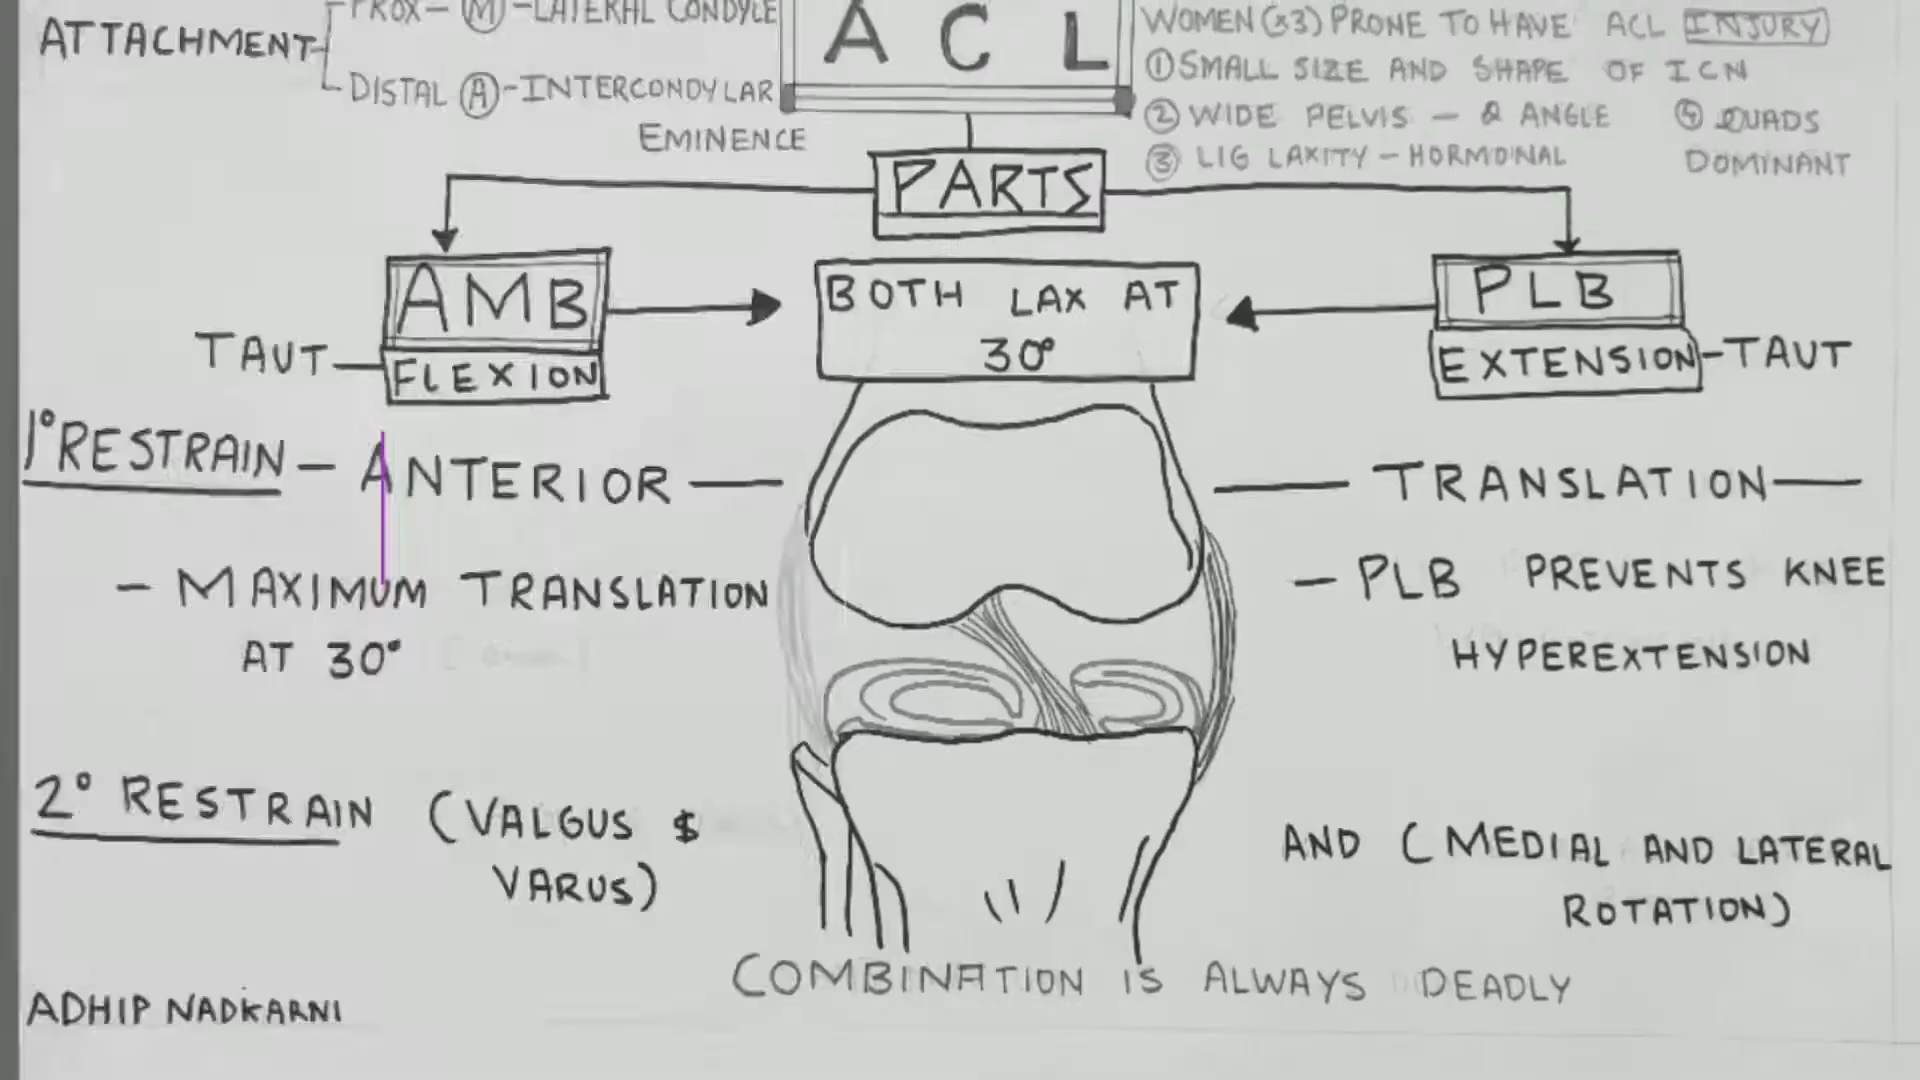 ATTACHMENT
PROX- (M) -LATERAL CONDYLE
DISTAL (A) -INTERCONDYLAR
EMINENCE
ACL
WOMEN (x3) PRONE TO HAVE ACL INJURY
① SMALL SIZE AND SHAPE OF ICN
② WIDE PELVIS - Q ANGLE
④ QUADS
③ LIG LAXITY - HORMONAL
DOMINANT
PARTS
AMB
BOTH LAX AT
30°
PLB
TAUT - FLEXION
EXTENSION - TAUT
1° RESTRAIN - ANTERIOR -
- TRANSLATION -
- MAXIMUM TRANSLATION
AT 30°
- PLB PREVENTS KNEE
HYPEREXTENSION
2° RESTRAIN (VALGUS $
VARUS)
AND (MEDIAL AND LATERAL
ROTATION)
COMBINATION IS ALWAYS DEADLY
ADHIP NADKARNI